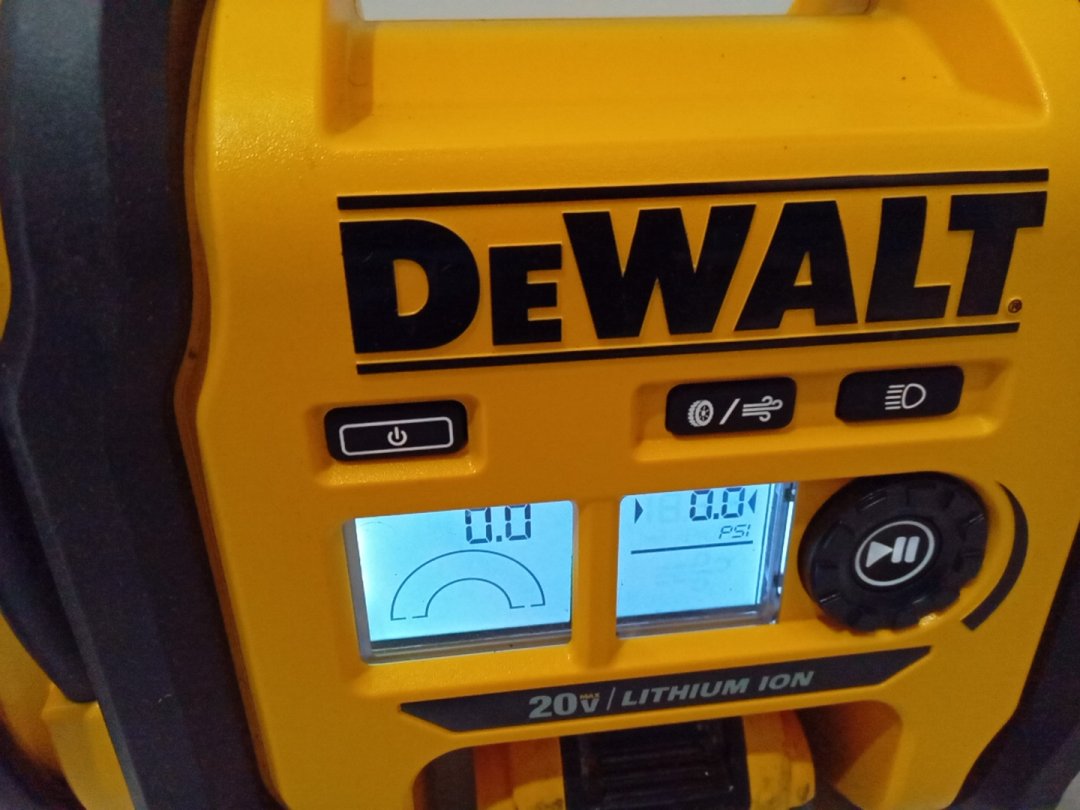 DEWALT®
0.0
0.0
PSI
20V MAX / LITHIUM ION